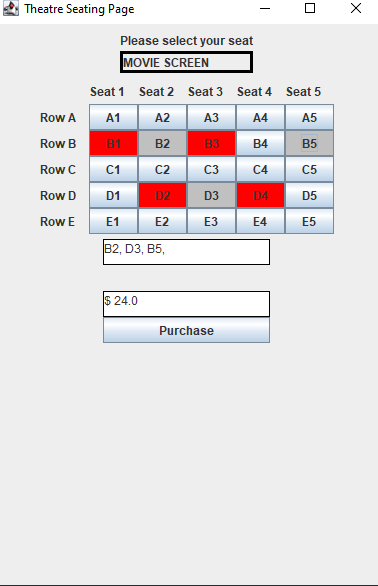 Theatre Seating Page
Please select your seat
MOVIE SCREEN
Seat 1 Seat 2 Seat 3 Seat 4 Seat 5
Row A A1 A2 A3 A4 A5
Row B B1 B2 B3 B4 B5
Row C C1 C2 C3 C4 C5
Row D D1 D2 D3 D4 D5
Row E E1 E2 E3 E4 E5
B2, D3, B5,
$ 24.0
Purchase